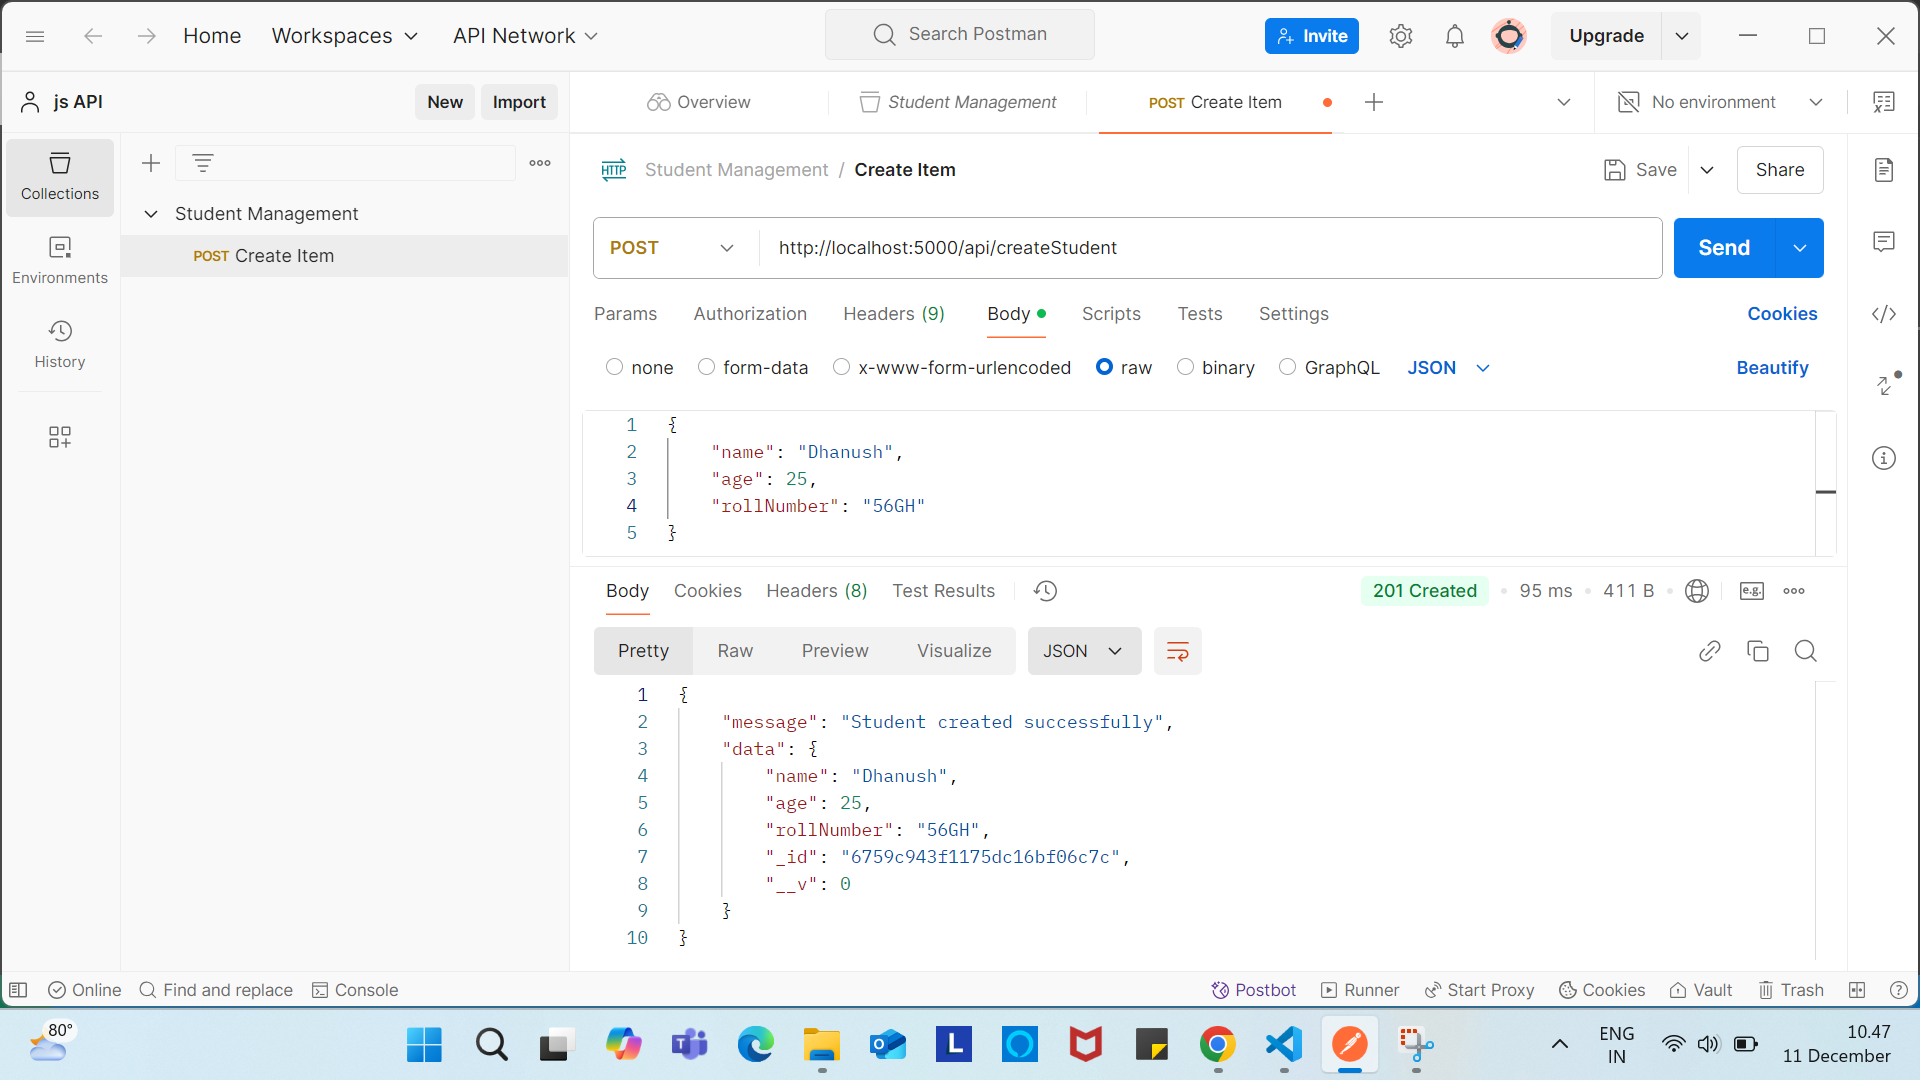 Home Workspaces API Network Search Postman Invite Upgrade
js API New Import Overview Student Management POST Create Item No environment
Collections
Environments
History
Student Management
POST Create Item
HTTP Student Management / Create Item Save Share
POST http://localhost:5000/api/createStudent Send
Params Authorization Headers (9) Body Scripts Tests Settings Cookies
none form-data x-www-form-urlencoded raw binary GraphQL JSON Beautify
1 {
2 "name": "Dhanush",
3 "age": 25,
4 "rollNumber": "56GH"
5 }
Body Cookies Headers (8) Test Results 201 Created 95 ms 411 B e.g.
Pretty Raw Preview Visualize JSON
1 {
2 "message": "Student created successfully",
3 "data": {
4 "name": "Dhanush",
5 "age": 25,
6 "rollNumber": "56GH",
7 "_id": "6759c943f1175dc16bf06c7c",
8 "__v": 0
9 }
10 }
Online Find and replace Console Postbot Runner Start Proxy Cookies Vault Trash
80° L ENG 10.47
IN 11 December